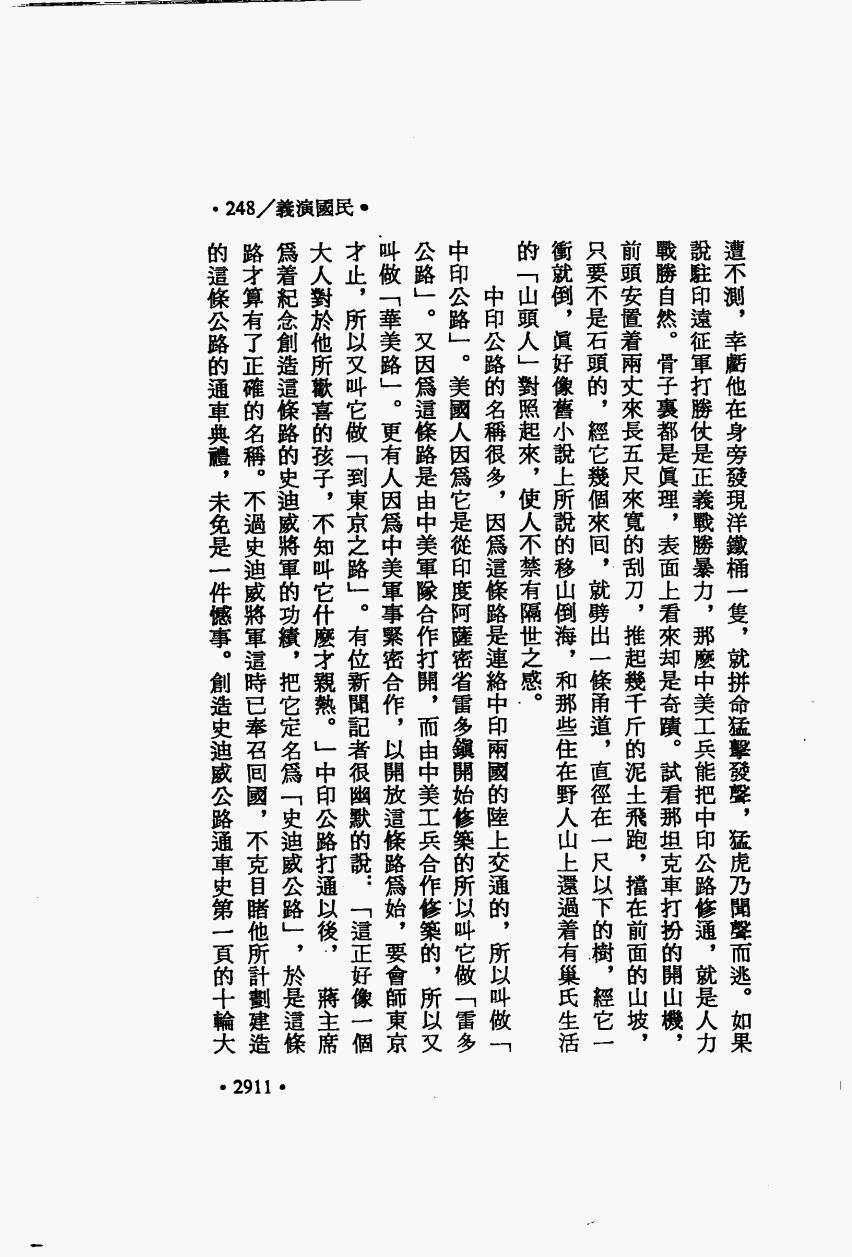 •248／義演國民•
遭不測，幸虧他在身旁發現洋鐵桶一隻，就拼命猛擊發聲，猛虎乃聞聲而逃。如果
說駐印遠征軍打勝仗是正義戰勝暴力，那麼中美工兵能把中印公路修通，就是人力
戰勝自然。骨子裏都是眞理，表面上看來却是奇蹟。試看那坦克車打扮的開山機，
前頭安置着兩丈來長五尺來寬的刮刀，推起幾千斤的泥土飛跑，擋在前面的山坡，
只要不是石頭的，經它幾個來囘，就劈出一條甬道，直徑在一尺以下的樹，經它一
衝就倒，眞好像舊小說上所說的移山倒海，和那些住在野人山上還過着有巢氏生活
的「山頭人」對照起來，使人不禁有隔世之感。
中印公路的名稱很多，因爲這條路是連絡中印兩國的陸上交通的，所以叫做「
中印公路」。美國人因爲它是從印度阿薩密省雷多鎭開始修築的所以叫它做「雷多
公路」。又因爲這條路是由中美軍隊合作打開，而由中美工兵合作修築的，所以又
叫做「華美路」。更有人因爲中美軍事緊密合作，以開放這條路爲始，要會師東京
才止，所以又叫它做「到東京之路」。有位新聞記者很幽默的說：「這正好像一個
大人對於他所歡喜的孩子，不知叫它什麼才親熱。」中印公路打通以後，　蔣主席
爲着紀念創造這條路的史迪威將軍的功績，把它定名爲「史迪威公路」，於是這條
路才算有了正確的名稱。不過史迪威將軍這時已奉召囘國，不克目睹他所計劃建造
的這條公路的通車典禮，未免是一件憾事。創造史迪威公路通車史第一頁的十輪大
•2911•